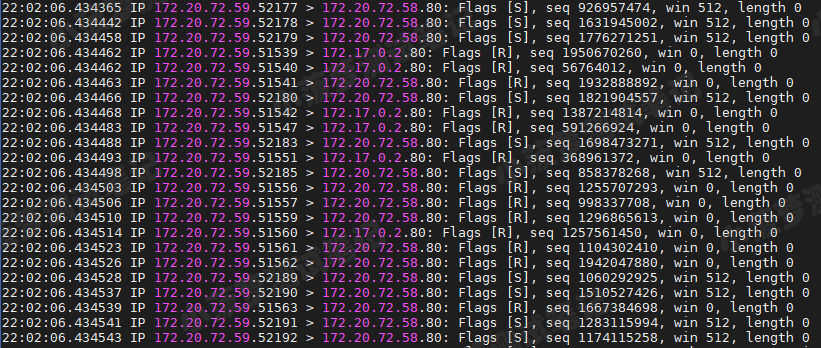 22:02:06.434365 IP 172.20.72.59.52177 > 172.20.72.58.80: Flags [S], seq 926957474, win 512, length 0
22:02:06.434442 IP 172.20.72.59.52178 > 172.20.72.58.80: Flags [S], seq 1631945002, win 512, length 0
22:02:06.434458 IP 172.20.72.59.52179 > 172.20.72.58.80: Flags [S], seq 1776271251, win 512, length 0
22:02:06.434462 IP 172.20.72.59.51539 > 172.17.0.2.80: Flags [R], seq 1950670260, win 0, length 0
22:02:06.434462 IP 172.20.72.59.51540 > 172.17.0.2.80: Flags [R], seq 56764012, win 0, length 0
22:02:06.434463 IP 172.20.72.59.51541 > 172.20.72.58.80: Flags [R], seq 1932888892, win 0, length 0
22:02:06.434466 IP 172.20.72.59.52180 > 172.20.72.58.80: Flags [S], seq 1821904557, win 512, length 0
22:02:06.434468 IP 172.20.72.59.51542 > 172.17.0.2.80: Flags [R], seq 1387214814, win 0, length 0
22:02:06.434483 IP 172.20.72.59.51547 > 172.17.0.2.80: Flags [R], seq 591266924, win 0, length 0
22:02:06.434488 IP 172.20.72.59.52183 > 172.20.72.58.80: Flags [S], seq 1698473271, win 512, length 0
22:02:06.434493 IP 172.20.72.59.51551 > 172.17.0.2.80: Flags [R], seq 368961372, win 0, length 0
22:02:06.434498 IP 172.20.72.59.52185 > 172.20.72.58.80: Flags [S], seq 858378268, win 512, length 0
22:02:06.434503 IP 172.20.72.59.51556 > 172.20.72.58.80: Flags [R], seq 1255707293, win 0, length 0
22:02:06.434506 IP 172.20.72.59.51557 > 172.20.72.58.80: Flags [R], seq 998337708, win 0, length 0
22:02:06.434510 IP 172.20.72.59.51559 > 172.20.72.58.80: Flags [R], seq 1296865613, win 0, length 0
22:02:06.434514 IP 172.20.72.59.51560 > 172.17.0.2.80: Flags [R], seq 1257561450, win 0, length 0
22:02:06.434523 IP 172.20.72.59.51561 > 172.20.72.58.80: Flags [R], seq 1104302410, win 0, length 0
22:02:06.434526 IP 172.20.72.59.51562 > 172.20.72.58.80: Flags [R], seq 1942047880, win 0, length 0
22:02:06.434528 IP 172.20.72.59.52189 > 172.20.72.58.80: Flags [S], seq 1060292925, win 512, length 0
22:02:06.434537 IP 172.20.72.59.52190 > 172.20.72.58.80: Flags [S], seq 1510527426, win 512, length 0
22:02:06.434539 IP 172.20.72.59.51563 > 172.20.72.58.80: Flags [R], seq 1667384698, win 0, length 0
22:02:06.434541 IP 172.20.72.59.52191 > 172.20.72.58.80: Flags [S], seq 1283115994, win 512, length 0
22:02:06.434543 IP 172.20.72.59.52192 > 172.20.72.58.80: Flags [S], seq 1174115258, win 512, length 0